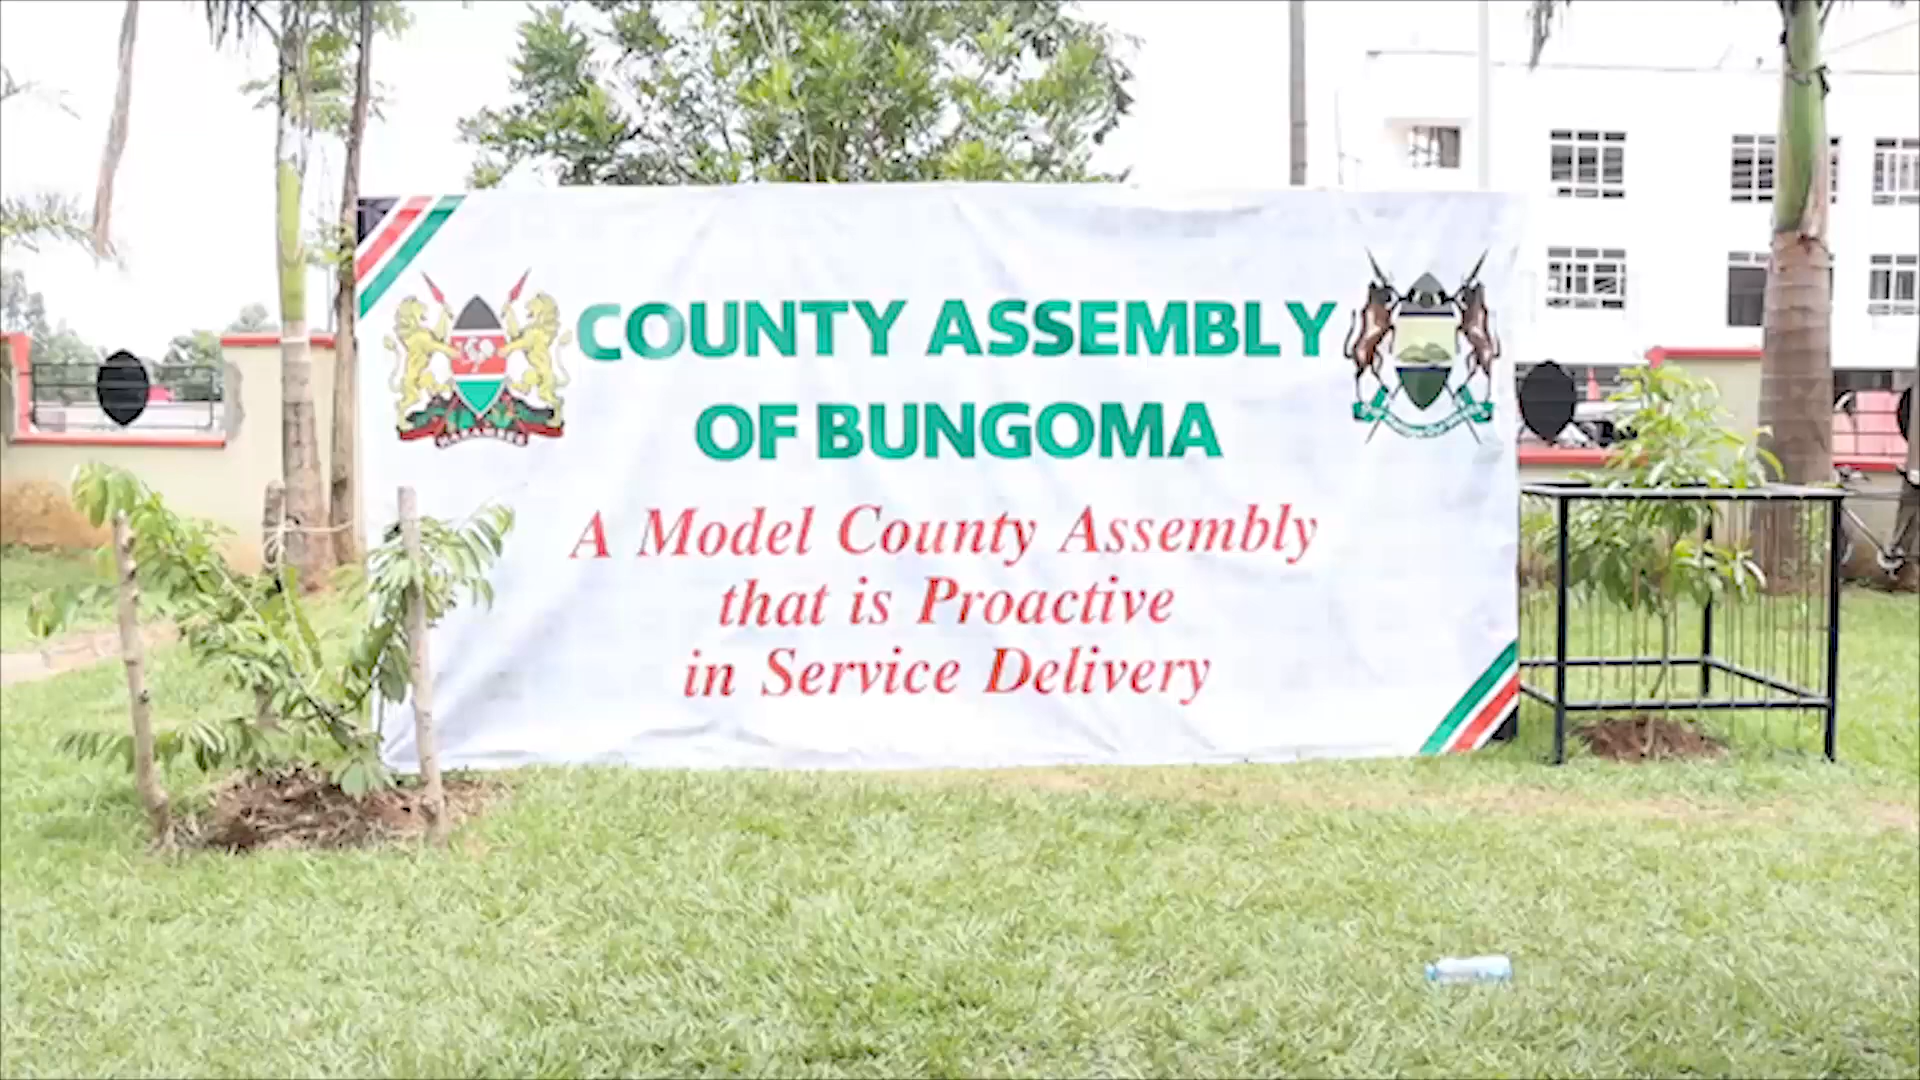 COUNTY ASSEMBLY
OF BUNGOMA
A Model County Assembly
that is Proactive
in Service Delivery